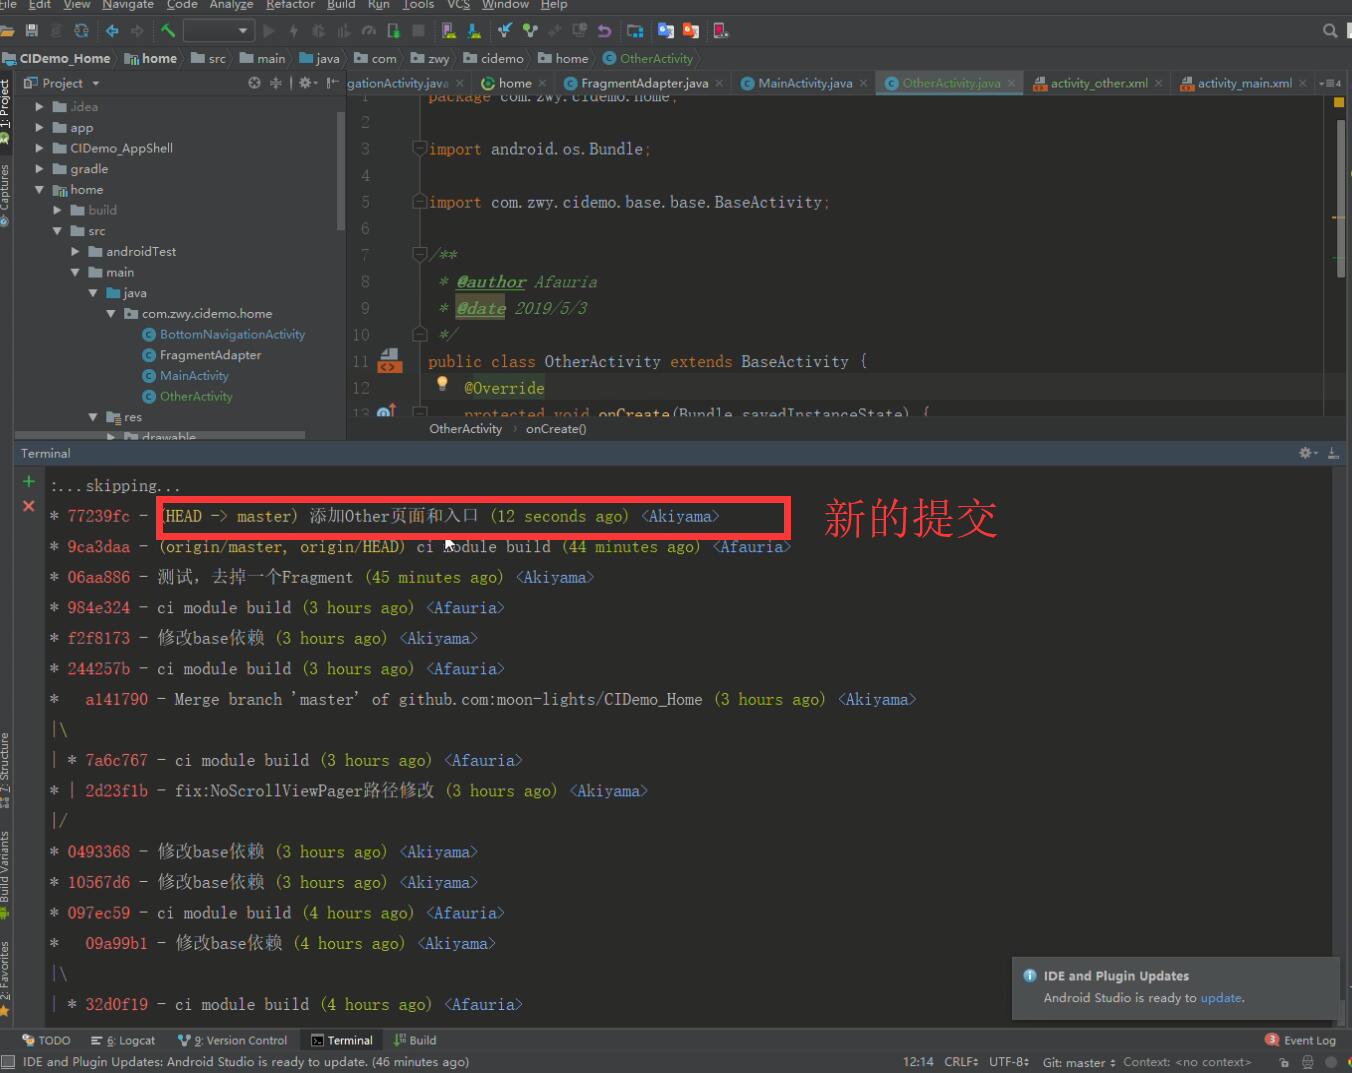 File Edit View Navigate Code Analyze Refactor Build Run Tools VCS Window Help
CIDemo_Home home src main java com zwy cidemo home OtherActivity
Project
gationActivity.java home FragmentAdapter.java MainActivity.java OtherActivity.java activity_other.xml activity_main.xml 4
1: Project
Captures
.idea
app
CIDemo_AppShell
gradle
home
build
src
androidTest
main
java
com.zwy.cidemo.home
BottomNavigationActivity
FragmentAdapter
MainActivity
OtherActivity
res
drawable
1 package com.zwy.cidemo.home;
2
3 import android.os.Bundle;
4
5 import com.zwy.cidemo.base.base.BaseActivity;
6
7 /**
8 * @author Afauria
9 * @date 2019/5/3
10 */
11 public class OtherActivity extends BaseActivity {
12 @Override
13 protected void onCreate(Bundle savedInstanceState) {
OtherActivity › onCreate()
Terminal
:...skipping...
* 77239fc - (HEAD -> master) 添加Other页面和入口 (12 seconds ago) <Akiyama>
新的提交
* 9ca3daa - (origin/master, origin/HEAD) ci module build (44 minutes ago) <Afauria>
* 06aa886 - 测试，去掉一个Fragment (45 minutes ago) <Akiyama>
* 984e324 - ci module build (3 hours ago) <Afauria>
* f2f8173 - 修改base依赖 (3 hours ago) <Akiyama>
* 244257b - ci module build (3 hours ago) <Afauria>
* a141790 - Merge branch 'master' of github.com:moon-lights/CIDemo_Home (3 hours ago) <Akiyama>
|\
| * 7a6c767 - ci module build (3 hours ago) <Afauria>
* | 2d23f1b - fix:NoScrollViewPager路径修改 (3 hours ago) <Akiyama>
|/
* 0493368 - 修改base依赖 (3 hours ago) <Akiyama>
* 10567d6 - 修改base依赖 (3 hours ago) <Akiyama>
* 097ec59 - ci module build (4 hours ago) <Afauria>
* 09a99b1 - 修改base依赖 (4 hours ago) <Akiyama>
|\
| * 32d0f19 - ci module build (4 hours ago) <Afauria>
7: Structure
Build Variants
2: Favorites
IDE and Plugin Updates
Android Studio is ready to update.
TODO 6: Logcat 9: Version Control Terminal Build 3 Event Log
IDE and Plugin Updates: Android Studio is ready to update. (46 minutes ago) 12:14 CRLF UTF-8 Git: master Context: <no context>